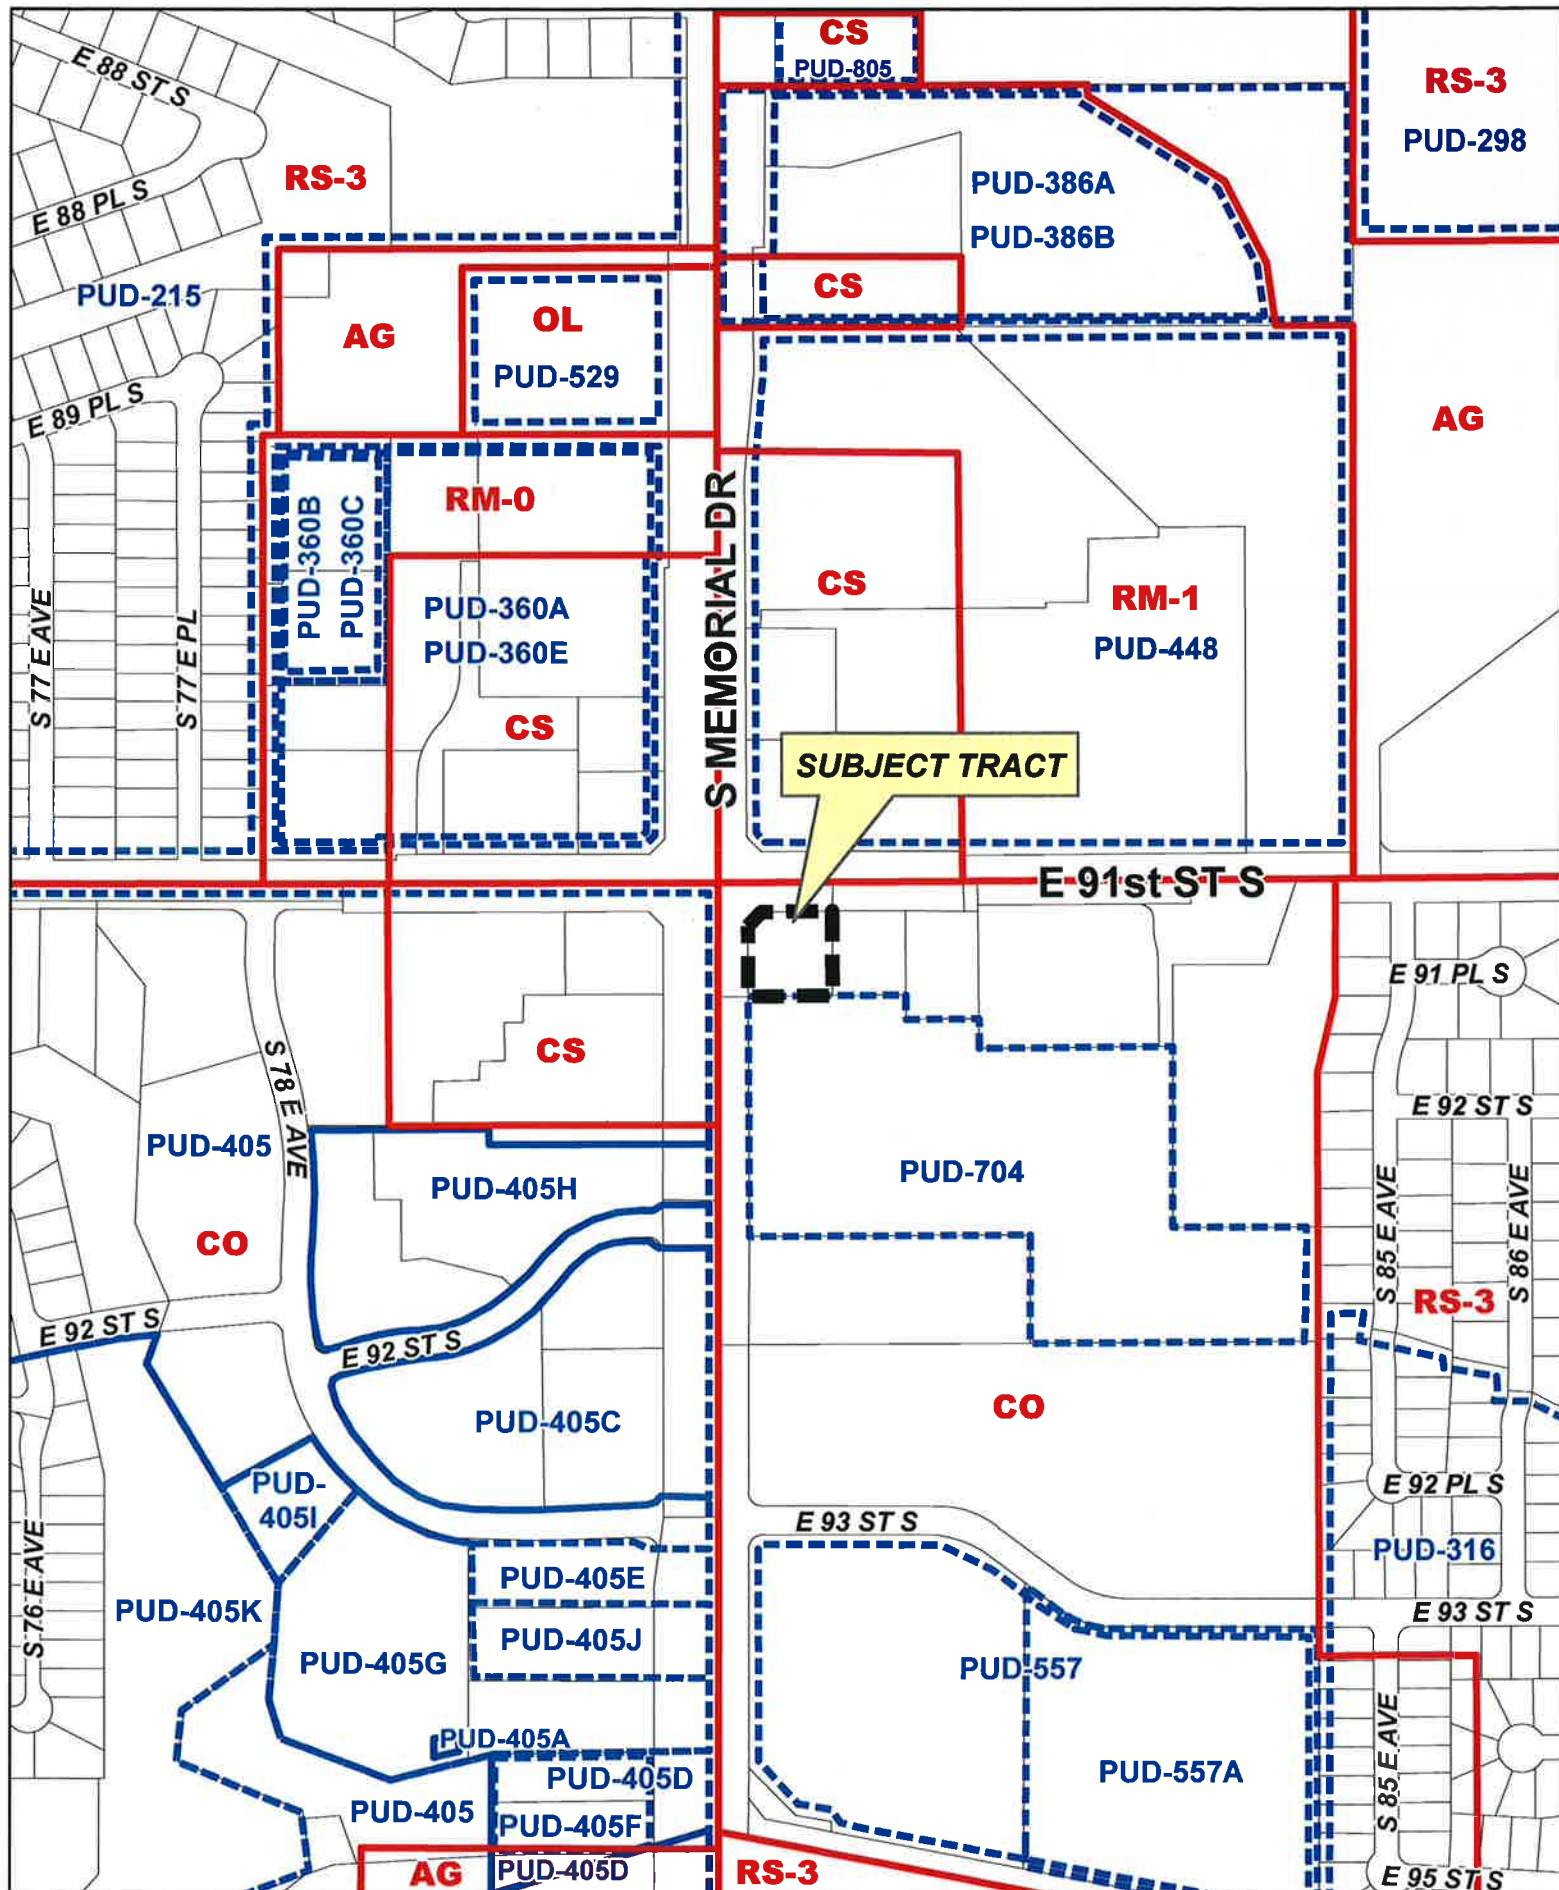 CS
PUD-805
E 88 ST S
RS-3
PUD-298
E 88 PL S
RS-3
PUD-386A
PUD-386B
PUD-215
CS
AG
OL
PUD-529
E 89 PL S
AG
RM-0
PUD-360B
PUD-360C
PUD-360A
PUD-360E
CS
S MEMORIAL DR
CS
RM-1
PUD-448
S 77 E AVE
S 77 E PL
SUBJECT TRACT
E 91st ST S
E 91 PL S
CS
S 78 E AVE
E 92 ST S
PUD-405
PUD-405H
PUD-704
S 85 E AVE
S 86 E AVE
CO
RS-3
E 92 ST S
E 92 ST S
CO
PUD-405C
PUD-
405I
E 92 PL S
E 93 ST S
PUD-316
S 76 E AVE
PUD-405E
PUD-405K
E 93 ST S
PUD-405J
PUD-405G
PUD-557
PUD-405A
S 85 E AVE
PUD-405D
PUD-557A
PUD-405
PUD-405F
AG
PUD-405D
RS-3
E 95 ST S